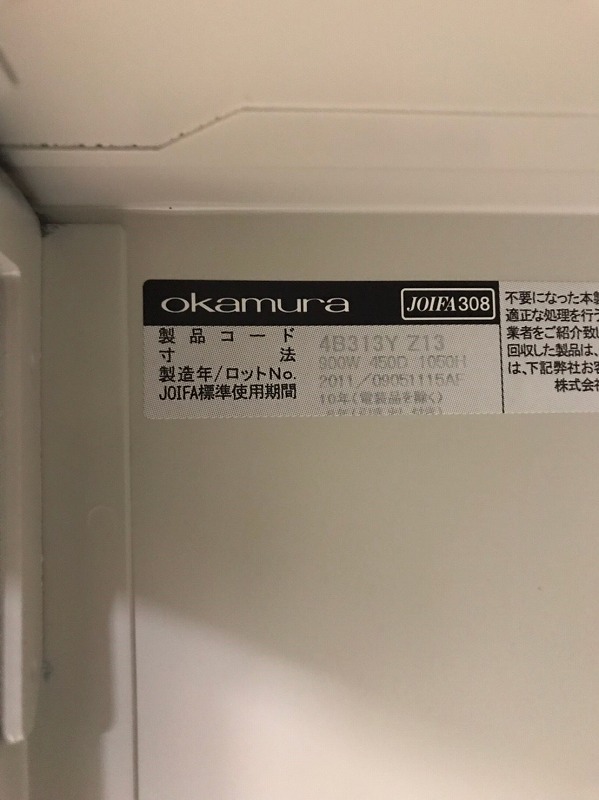 okamura JOIFA308
製品コード 4B313Y Z13
寸法 900W 450D 1050H
製造年/ロットNo. 2011/09051115AF
JOIFA標準使用期間 10年(電装品を除く)
不要になった本製
適正な処理を行う
業者をご紹介致し
回収した製品は、
は、下記弊社お客
株式会社